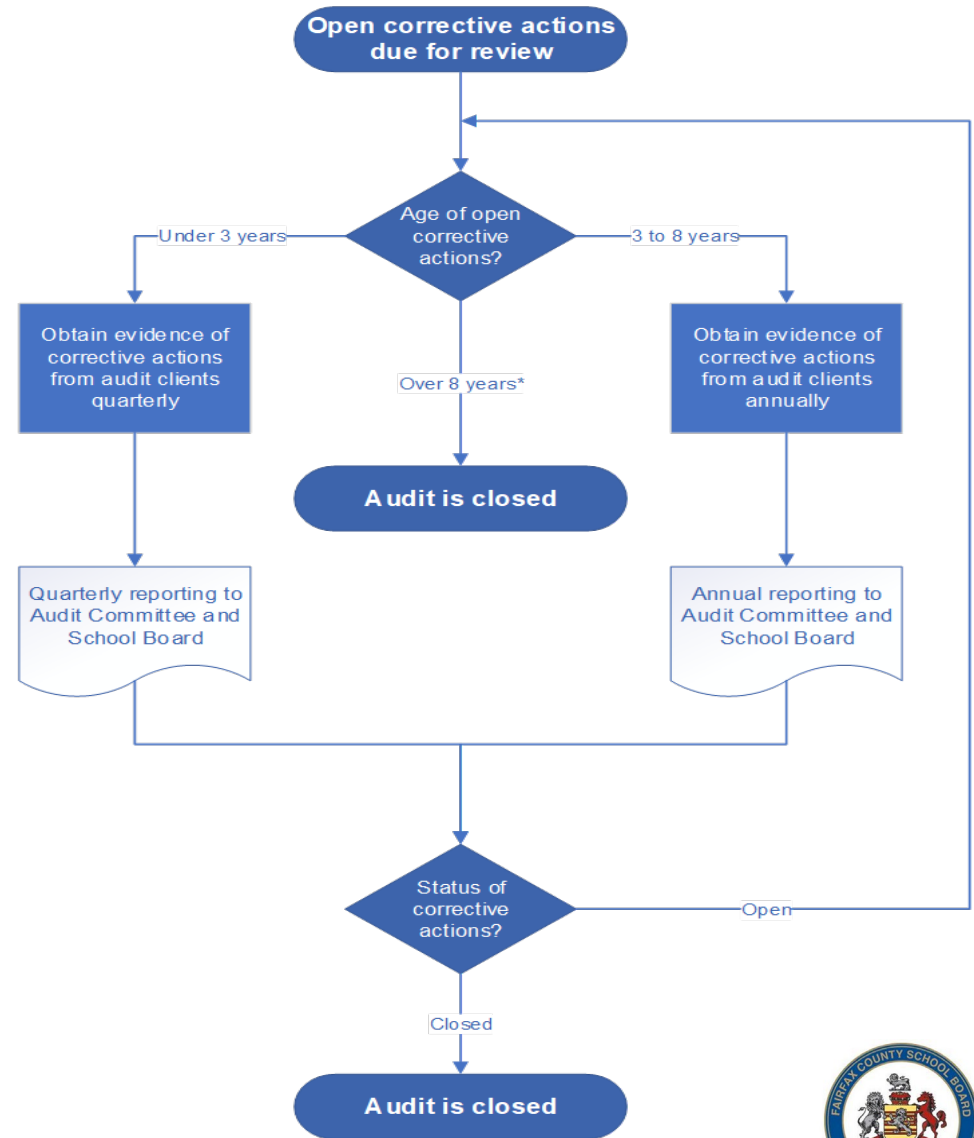 Open corrective actions
due for review
Age of open
corrective
actions?
Under 3 years
3 to 8 years
Obtain evidence of
corrective actions
from audit clients
quarterly
Over 8 years*
Obtain evidence of
corrective actions
from audit clients
annually
Audit is closed
Quarterly reporting to
Audit Committee and
School Board
Annual reporting to
Audit Committee and
School Board
Status of
corrective
actions?
Open
Closed
Audit is closed
FAIRFAX COUNTY SCHOOL BOARD